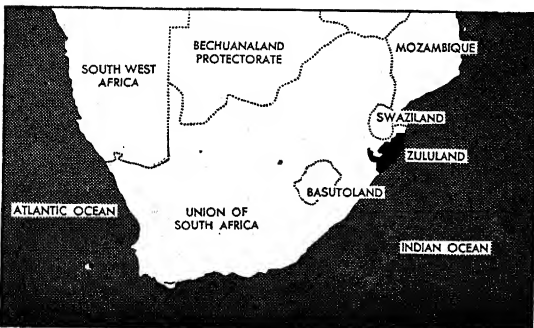 BECHUANALAND
PROTECTORATE
MOZAMBIQUE
SOUTH WEST
AFRICA
SWAZILAND
ZULULAND
BASUTOLAND
ATLANTIC OCEAN
UNION OF
SOUTH AFRICA
INDIAN OCEAN